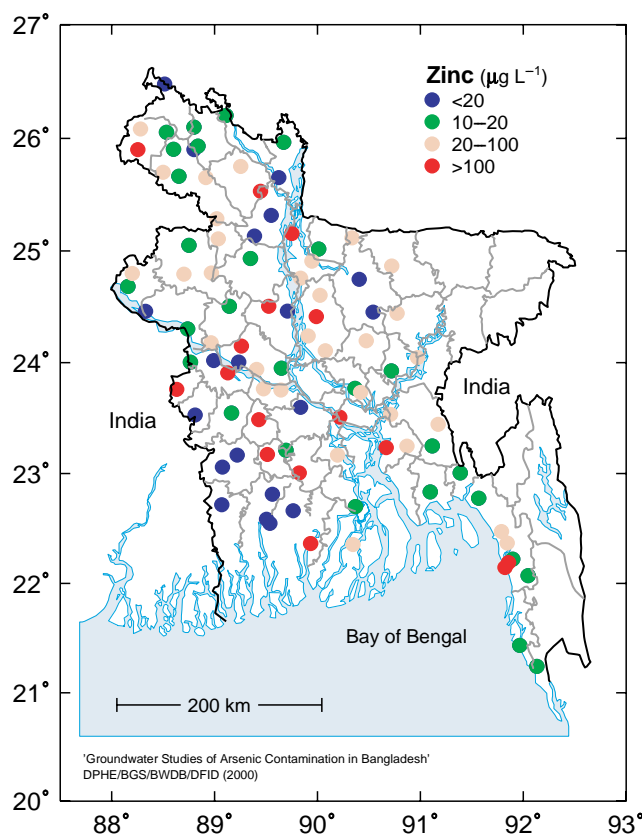 27°
26°
25°
24°
23°
22°
21°
20°
88° 89° 90° 91° 92° 93°
Zinc (µg L⁻¹)
<20
10–20
20–100
>100
India
India
Bay of Bengal
200 km
'Groundwater Studies of Arsenic Contamination in Bangladesh'
DPHE/BGS/BWDB/DFID (2000)